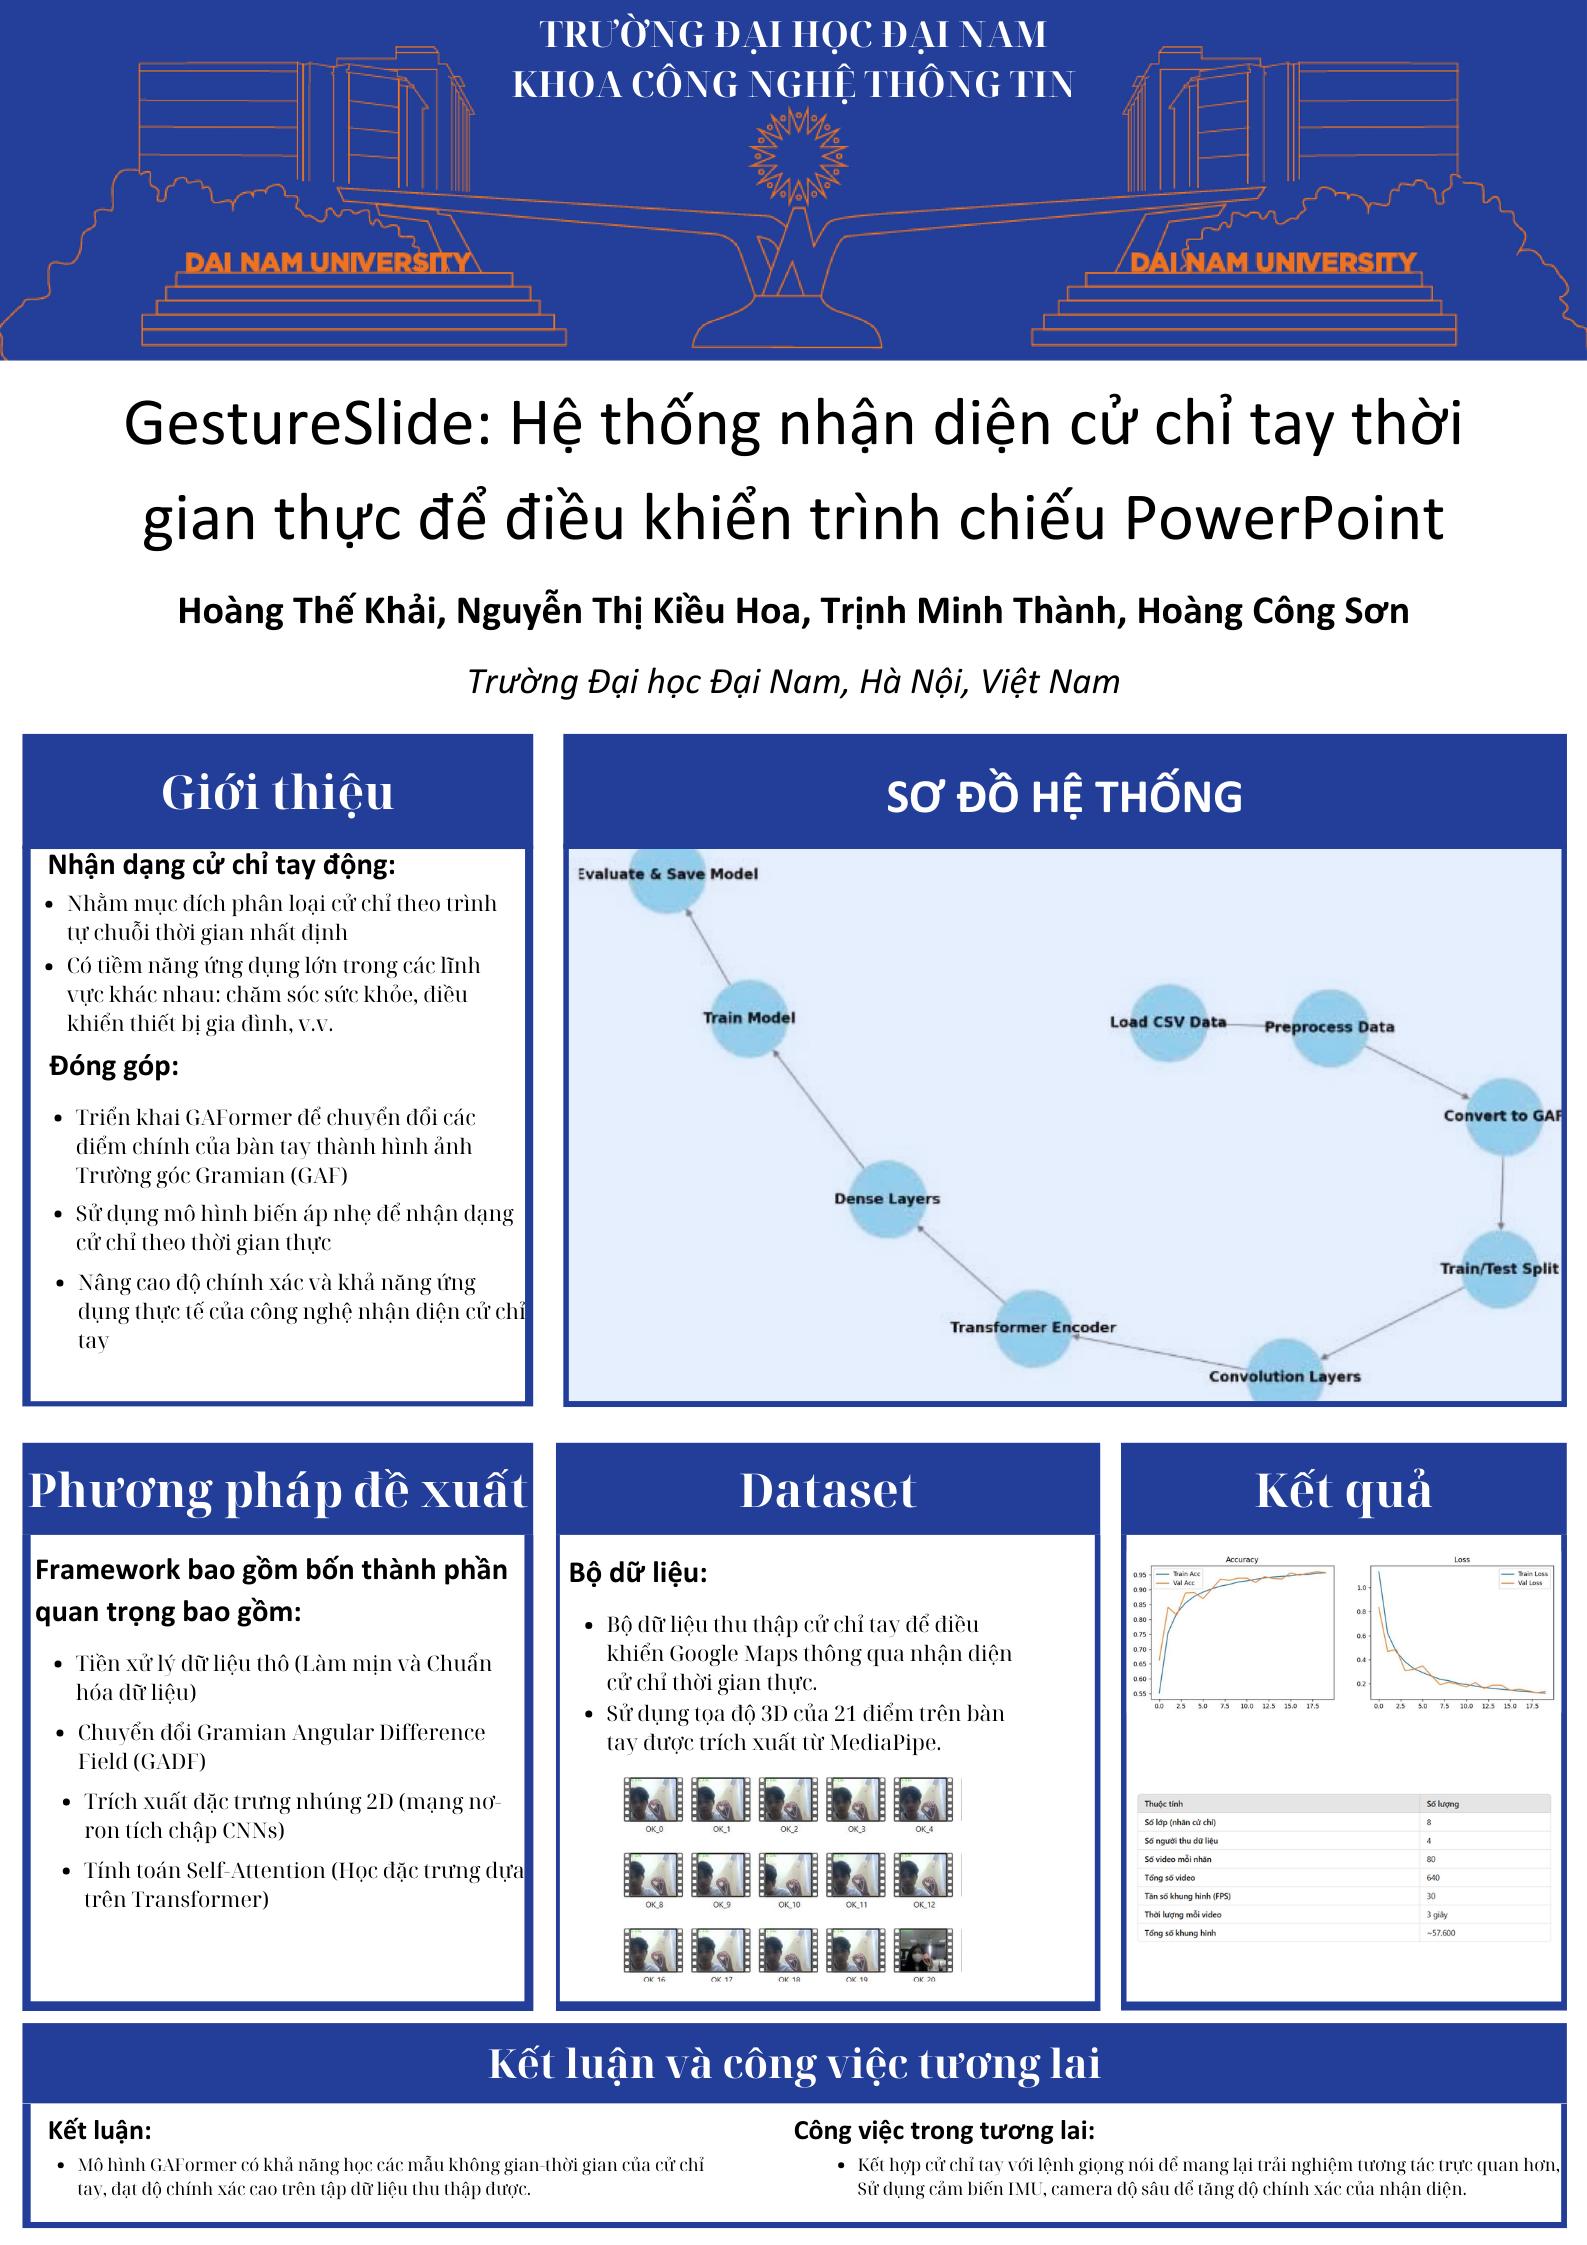 TRƯỜNG ĐẠI HỌC ĐẠI NAM
KHOA CÔNG NGHỆ THÔNG TIN
DAI NAM UNIVERSITY
DAI NAM UNIVERSITY
GestureSlide: Hệ thống nhận diện cử chỉ tay thời
gian thực để điều khiển trình chiếu PowerPoint
Hoàng Thế Khải, Nguyễn Thị Kiều Hoa, Trịnh Minh Thành, Hoàng Công Sơn
Trường Đại học Đại Nam, Hà Nội, Việt Nam
Giới thiệu
Nhận dạng cử chỉ tay động:
• Nhằm mục đích phân loại cử chỉ theo trình
tự chuỗi thời gian nhất định
• Có tiềm năng ứng dụng lớn trong các lĩnh
vực khác nhau: chăm sóc sức khỏe, điều
khiển thiết bị gia đình, v.v.
Đóng góp:
• Triển khai GAFormer để chuyển đổi các
điểm chính của bàn tay thành hình ảnh
Trường góc Gramian (GAF)
• Sử dụng mô hình biến áp nhẹ để nhận dạng
cử chỉ theo thời gian thực
• Nâng cao độ chính xác và khả năng ứng
dụng thực tế của công nghệ nhận diện cử chỉ
tay
SƠ ĐỒ HỆ THỐNG
Evaluate & Save Model
Train Model
Load CSV Data
Preprocess Data
Convert to GAF
Dense Layers
Train/Test Split
Transformer Encoder
Convolution Layers
Phương pháp đề xuất
Framework bao gồm bốn thành phần
quan trọng bao gồm:
• Tiền xử lý dữ liệu thô (Làm mịn và Chuẩn
hóa dữ liệu)
• Chuyển đổi Gramian Angular Difference
Field (GADF)
• Trích xuất đặc trưng nhúng 2D (mạng nơ-
ron tích chập CNNs)
• Tính toán Self-Attention (Học đặc trưng dựa
trên Transformer)
Dataset
Bộ dữ liệu:
• Bộ dữ liệu thu thập cử chỉ tay để điều
khiển Google Maps thông qua nhận diện
cử chỉ thời gian thực.
• Sử dụng tọa độ 3D của 21 điểm trên bàn
tay được trích xuất từ MediaPipe.
OK_0 OK_1 OK_2 OK_3 OK_4
OK_8 OK_9 OK_10 OK_11 OK_12
OK_16 OK_17 OK_18 OK_19 OK_20
Kết quả
Accuracy
Train Acc
Val Acc
0.95
0.90
0.85
0.80
0.75
0.70
0.65
0.60
0.55
0.0 2.5 5.0 7.5 10.0 12.5 15.0 17.5
Loss
Train Loss
Val Loss
1.0
0.8
0.6
0.4
0.2
0.0 2.5 5.0 7.5 10.0 12.5 15.0 17.5
Thuộc tính Số lượng
Số lớp (nhãn cử chỉ) 8
Số người thu dữ liệu 4
Số video mỗi nhãn 80
Tổng số video 640
Tần số khung hình (FPS) 30
Thời lượng mỗi video 3 giây
Tổng số khung hình ~57.600
Kết luận và công việc tương lai
Kết luận:
• Mô hình GAFormer có khả năng học các mẫu không gian-thời gian của cử chỉ
tay, đạt độ chính xác cao trên tập dữ liệu thu thập được.
Công việc trong tương lai:
• Kết hợp cử chỉ tay với lệnh giọng nói để mang lại trải nghiệm tương tác trực quan hơn,
Sử dụng cảm biến IMU, camera độ sâu để tăng độ chính xác của nhận diện.